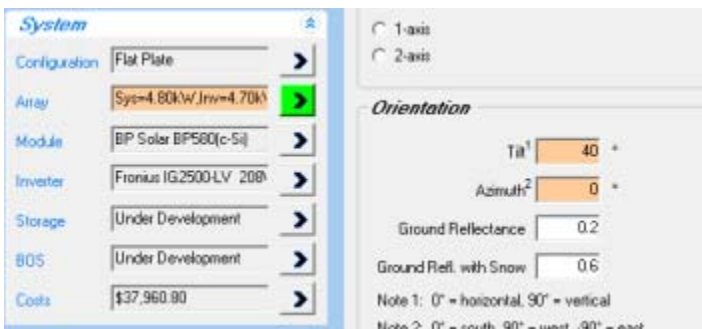 System
Configuration Flat Plate
Array Sys=4.80kW,Inv=4.70kW
Module BP Solar BP580(c-Si)
Inverter Fronius IG2500-LV 208V
Storage Under Development
BOS Under Development
Costs $37,960.80
1-axis
2-axis
Orientation
Tilt1 40 °
Azimuth2 0 °
Ground Reflectance 0.2
Ground Refl. with Snow 0.6
Note 1: 0° = horizontal, 90° = vertical
Note 2: 0° = south, 90° = west, -90° = east